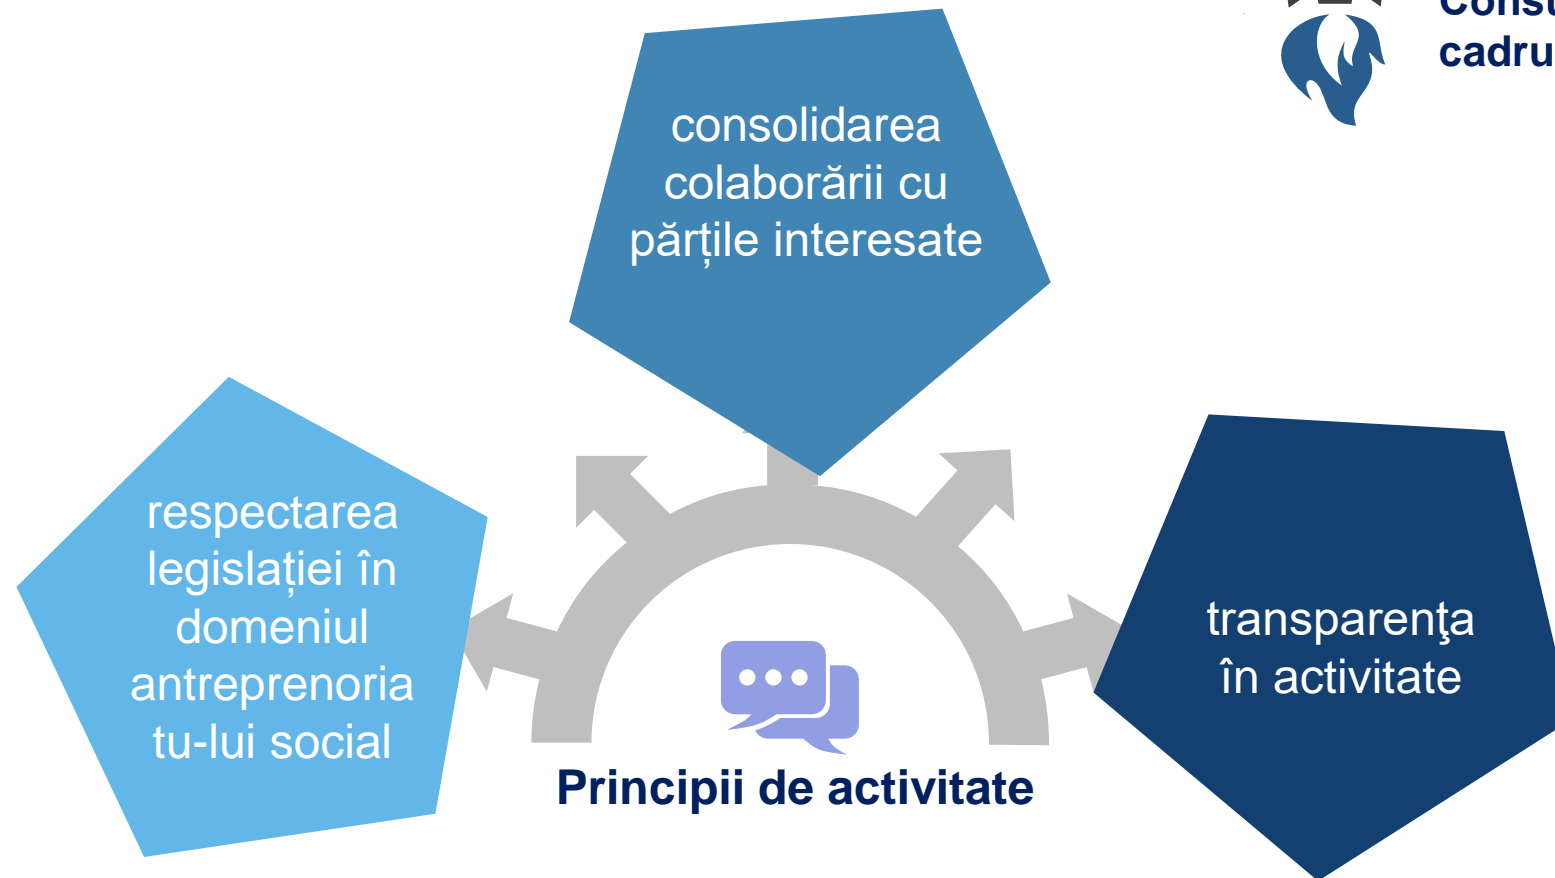 Const
cadru
consolidarea
colaborării cu
părțile interesate
respectarea
legislației în
domeniul
antreprenoria
tu-lui social
transparenţa
în activitate
Principii de activitate